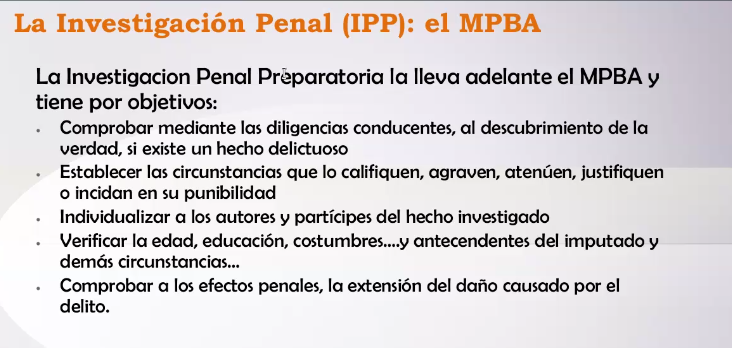 La Investigación Penal (IPP): el MPBA
La Investigacion Penal Preparatoria la lleva adelante el MPBA y
tiene por objetivos:
• Comprobar mediante las diligencias conducentes, al descubrimiento de la
verdad, si existe un hecho delictuoso
• Establecer las circunstancias que lo califiquen, agraven, atenúen, justifiquen
o incidan en su punibilidad
• Individualizar a los autores y partícipes del hecho investigado
• Verificar la edad, educación, costumbres....y antecendentes del imputado y
demás circunstancias...
• Comprobar a los efectos penales, la extensión del daño causado por el
delito.